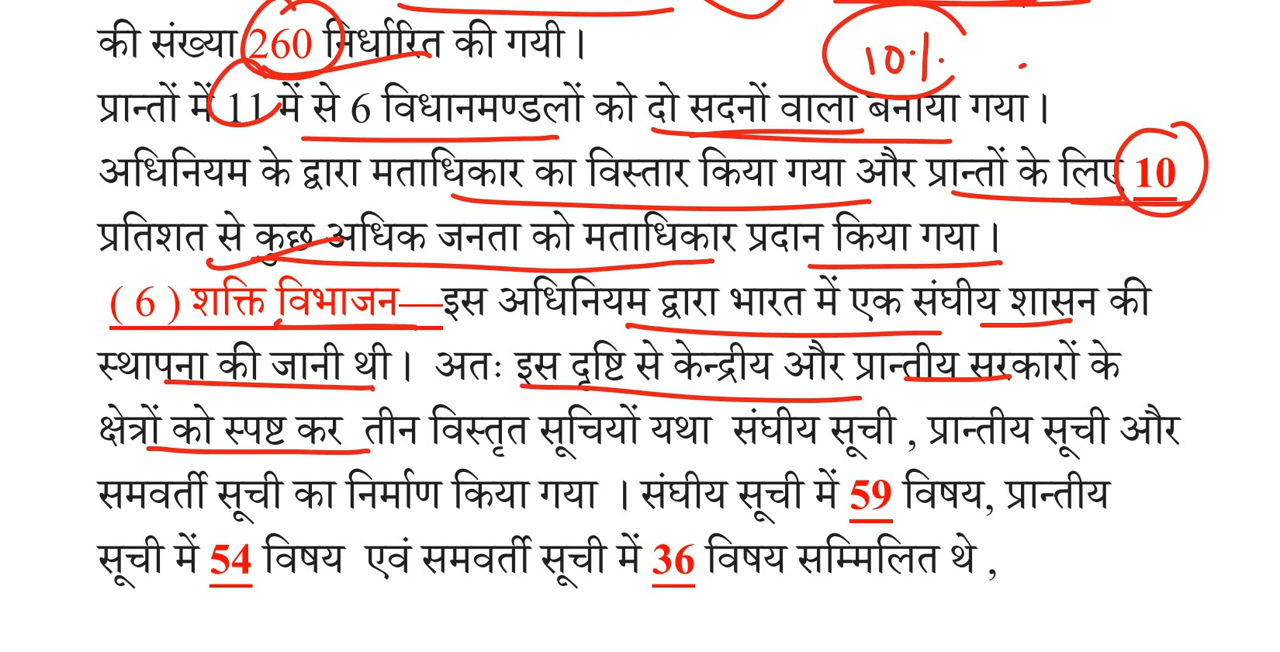 की संख्या 260 निर्धारित की गयी।
10%
प्रान्तों में 11 में से 6 विधानमण्डलों को दो सदनों वाला बनाया गया।
अधिनियम के द्वारा मताधिकार का विस्तार किया गया और प्रान्तों के लिए 10
प्रतिशत से कुछ अधिक जनता को मताधिकार प्रदान किया गया।
( 6 ) शक्ति विभाजन—इस अधिनियम द्वारा भारत में एक संघीय शासन की
स्थापना की जानी थी। अतः इस दृष्टि से केन्द्रीय और प्रान्तीय सरकारों के
क्षेत्रों को स्पष्ट कर तीन विस्तृत सूचियों यथा संघीय सूची , प्रान्तीय सूची और
समवर्ती सूची का निर्माण किया गया । संघीय सूची में 59 विषय, प्रान्तीय
सूची में 54 विषय एवं समवर्ती सूची में 36 विषय सम्मिलित थे ,